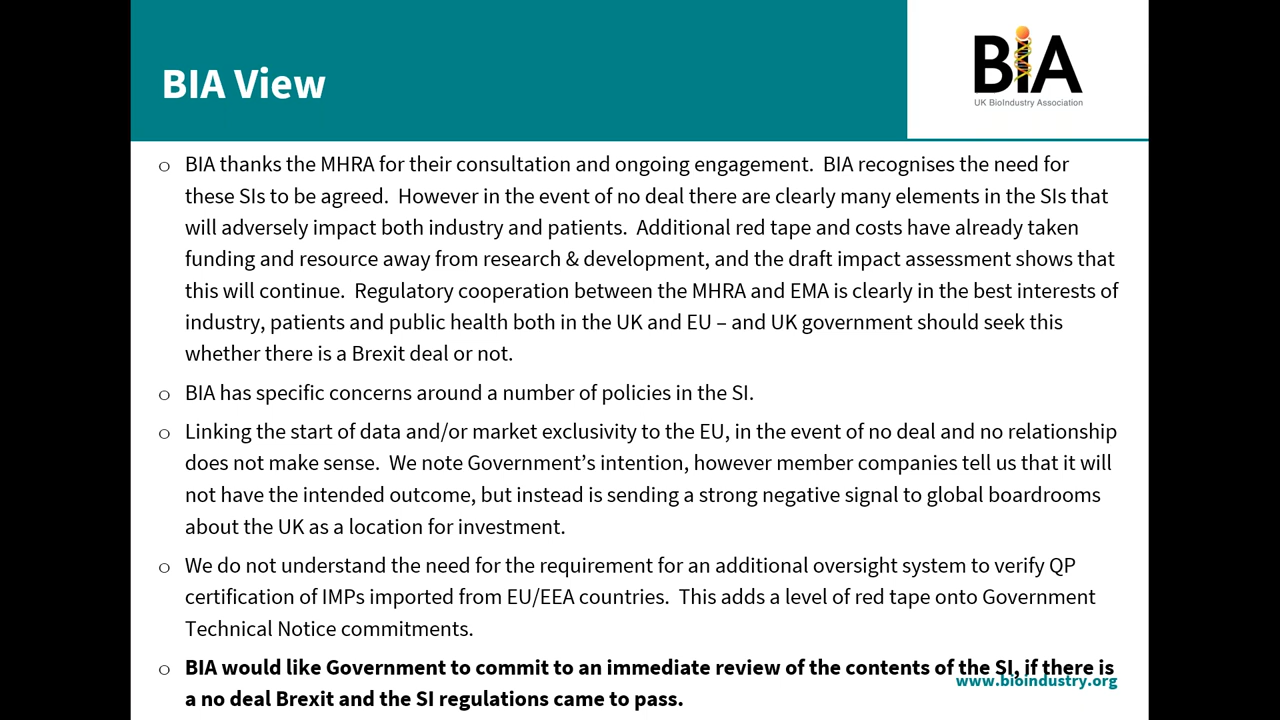 BIA View
BIA
UK BioIndustry Association
○ BIA thanks the MHRA for their consultation and ongoing engagement.  BIA recognises the need for
these SIs to be agreed.  However in the event of no deal there are clearly many elements in the SIs that
will adversely impact both industry and patients.  Additional red tape and costs have already taken
funding and resource away from research & development, and the draft impact assessment shows that
this will continue.  Regulatory cooperation between the MHRA and EMA is clearly in the best interests of
industry, patients and public health both in the UK and EU – and UK government should seek this
whether there is a Brexit deal or not.
○ BIA has specific concerns around a number of policies in the SI.
○ Linking the start of data and/or market exclusivity to the EU, in the event of no deal and no relationship
does not make sense.  We note Government’s intention, however member companies tell us that it will
not have the intended outcome, but instead is sending a strong negative signal to global boardrooms
about the UK as a location for investment.
○ We do not understand the need for the requirement for an additional oversight system to verify QP
certification of IMPs imported from EU/EEA countries.  This adds a level of red tape onto Government
Technical Notice commitments.
○ BIA would like Government to commit to an immediate review of the contents of the SI, if there is
a no deal Brexit and the SI regulations came to pass.
www.bioindustry.org